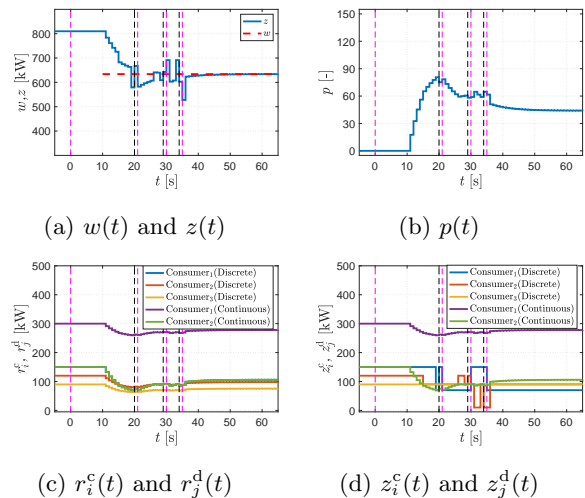 z
w
800
700
600
500
400
w,z [kW]
0 10 20 30 40 50 60
t [s]
(a) w(t) and z(t)
150
120
90
60
30
0
p [-]
0 10 20 30 40 50 60
t [s]
(b) p(t)
500
400
300
200
100
0
r_i^c, r_j^d [kW]
Consumer₁(Discrete)
Consumer₂(Discrete)
Consumer₃(Discrete)
Consumer₁(Continuous)
Consumer₂(Continuous)
0 10 20 30 40 50 60
t [s]
(c) r_i^c(t) and r_j^d(t)
500
400
300
200
100
0
z_i^c, z_j^d [kW]
Consumer₁(Discrete)
Consumer₂(Discrete)
Consumer₃(Discrete)
Consumer₁(Continuous)
Consumer₂(Continuous)
0 10 20 30 40 50 60
t [s]
(d) z_i^c(t) and z_j^d(t)